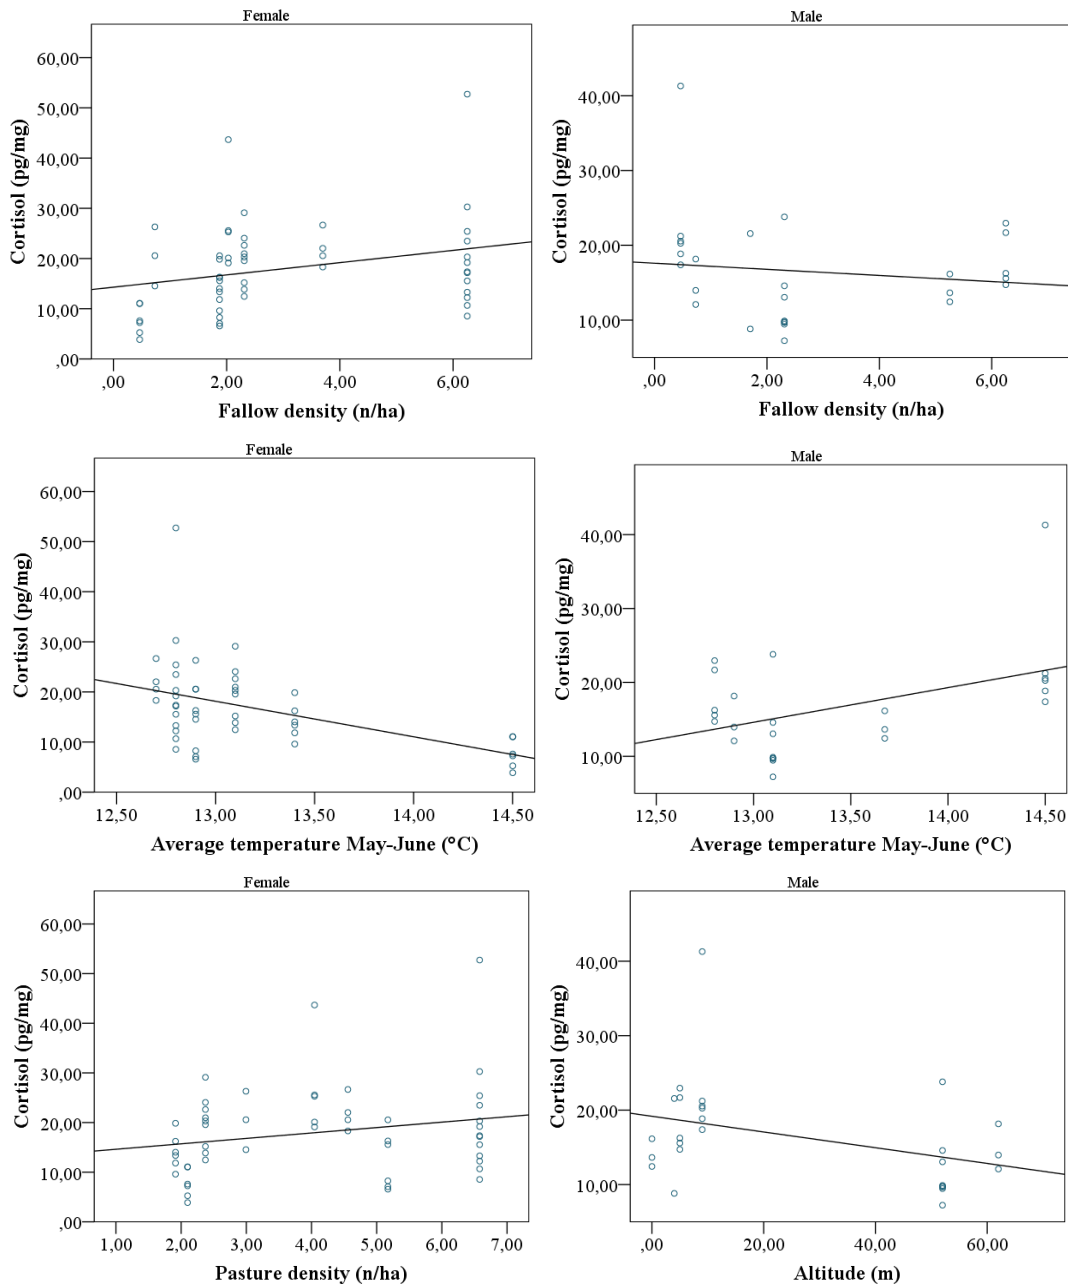 Female
Cortisol (pg/mg)
60,00
50,00
40,00
30,00
20,00
10,00
,00
,00 2,00 4,00 6,00
Fallow density (n/ha)
Male
Cortisol (pg/mg)
40,00
30,00
20,00
10,00
,00 2,00 4,00 6,00
Fallow density (n/ha)
Female
Cortisol (pg/mg)
60,00
50,00
40,00
30,00
20,00
10,00
,00
12,50 13,00 13,50 14,00 14,50
Average temperature May-June (°C)
Male
Cortisol (pg/mg)
40,00
30,00
20,00
10,00
12,50 13,00 13,50 14,00 14,50
Average temperature May-June (°C)
Female
Cortisol (pg/mg)
60,00
50,00
40,00
30,00
20,00
10,00
,00
1,00 2,00 3,00 4,00 5,00 6,00 7,00
Pasture density (n/ha)
Male
Cortisol (pg/mg)
40,00
30,00
20,00
10,00
,00 20,00 40,00 60,00
Altitude (m)